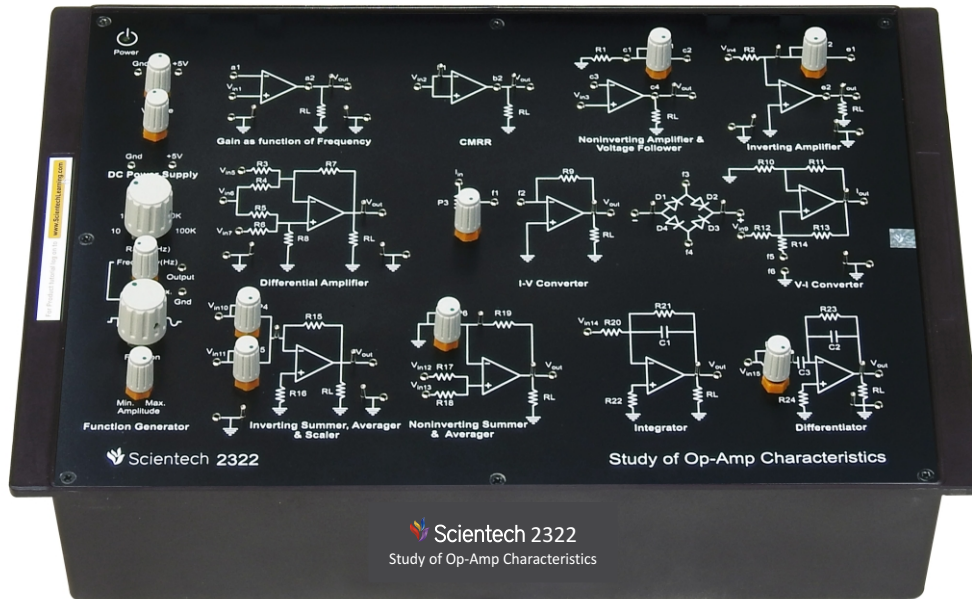 Power
Gnd +5V
Gnd +5V
DC Power Supply
10 100K
Output
Gnd
Min. Max.
Amplitude
Function Generator
a1
Vin1
a2
Vout
RL
Gain as function of Frequency
Vin2
b2
Vout
RL
CMRR
R1
c1
c2
c3
Vin3
c4
Vout
RL
Noninverting Amplifier &
Voltage Follower
Vin4
R2
e1
e2
Vout
RL
Inverting Amplifier
Vin5
R3
R7
Vin6
R4
R5
Vin7
R6
R8
Vout
RL
Differential Amplifier
P3
f1
f2
R9
Vout
RL
I-V Converter
f3
D1
D2
D4
D3
f4
R10
R11
Iout
Vin9
R12
R13
R14
f5
f6
V-I Converter
Vin10
Vin11
R15
R16
Vout
RL
Inverting Summer, Averager
& Scaler
R19
Vin12
R17
Vin13
R18
Vout
RL
Noninverting Summer
& Averager
R21
Vin14
R20
C1
R22
Vout
RL
Integrator
R23
C2
Vin15
C3
R24
Vout
RL
Differentiator
www.ScientechLearning.com
Scientech 2322
Study of Op-Amp Characteristics
Scientech 2322
Study of Op-Amp Characteristics